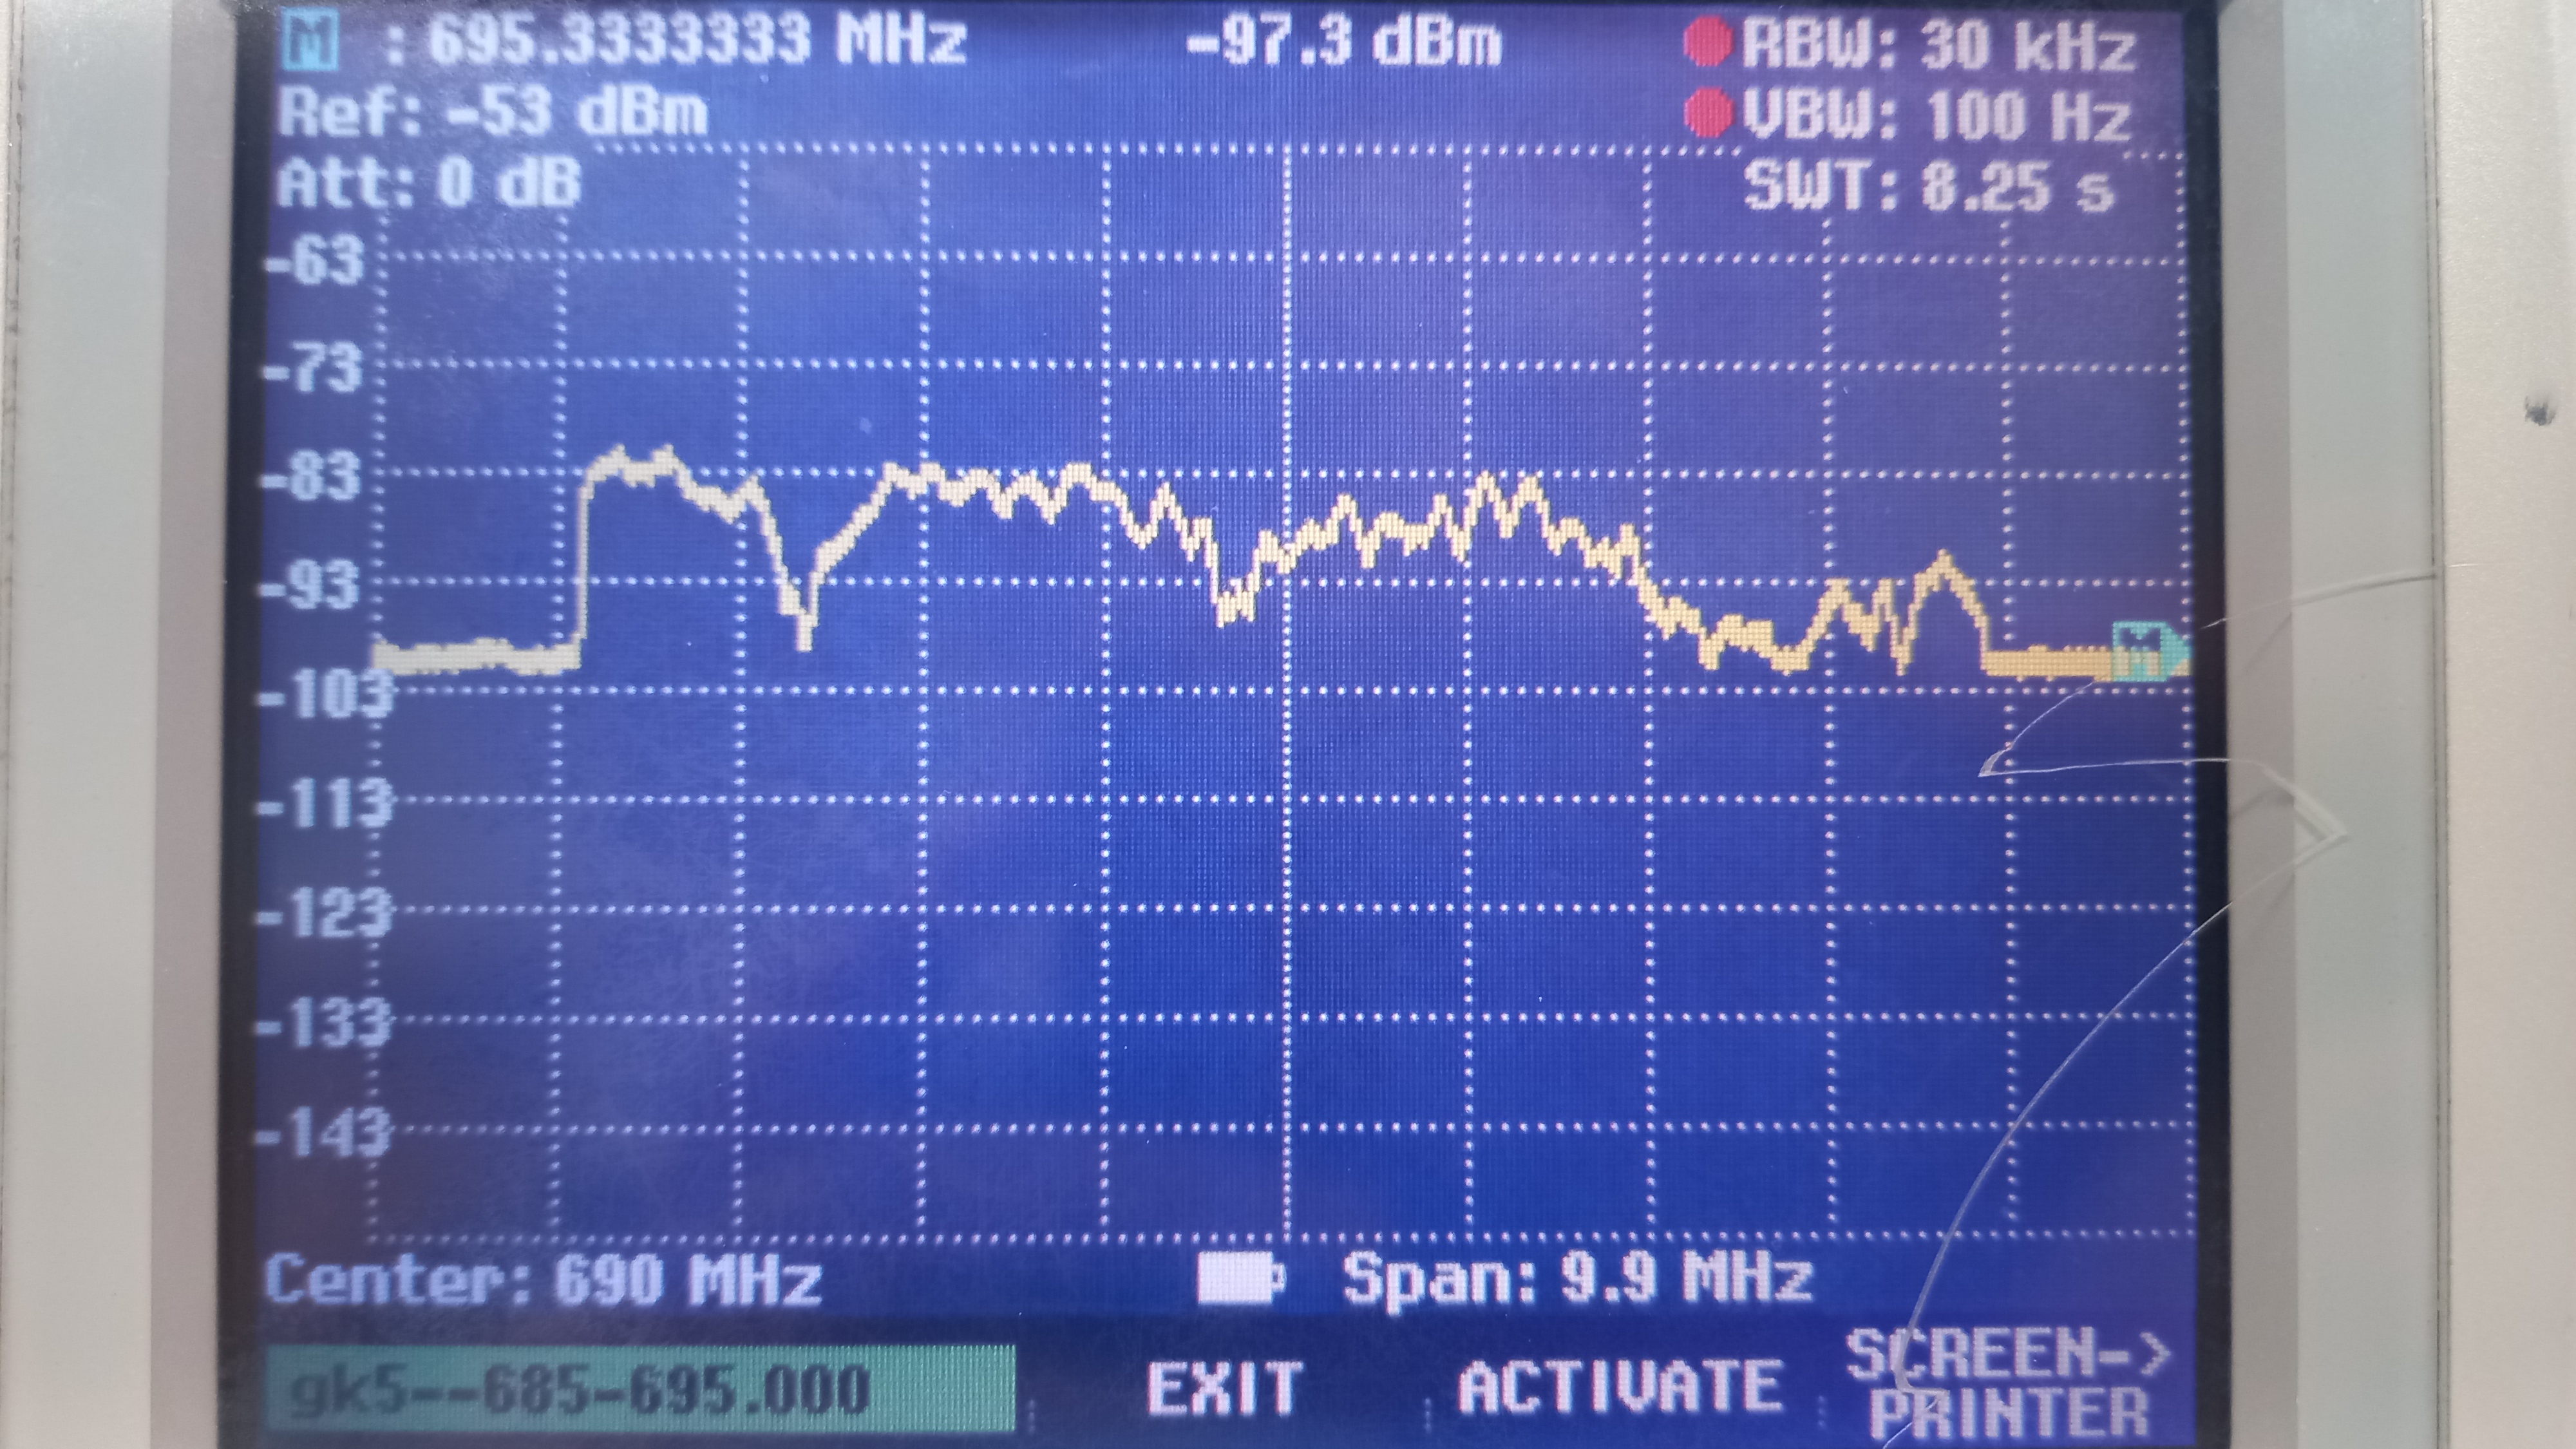 M : 695.3333333 MHz -97.3 dBm RBW: 30 kHz
Ref: -53 dBm VBW: 100 Hz
Att: 0 dB SWT: 8.25 s
-63
-73
-83
-93
M
-103
-113
-123
-133
-143
Center: 690 MHz Span: 9.9 MHz
gk5--685-695.000 EXIT ACTIVATE SCREEN->
PRINTER